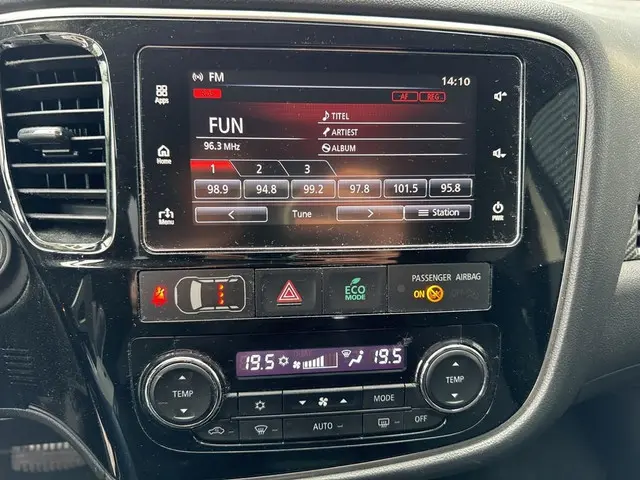 FM
14:10
Apps
AF REG
TITEL
FUN
ARTIEST
96.3 MHz
ALBUM
Home
1 2 3
98.9 94.8 99.2 97.8 101.5 95.8
Menu
< Tune > Station
PWR
ECO
MODE
PASSENGER AIRBAG
ON
19.5 19.5
TEMP
TEMP
MODE
AUTO
OFF